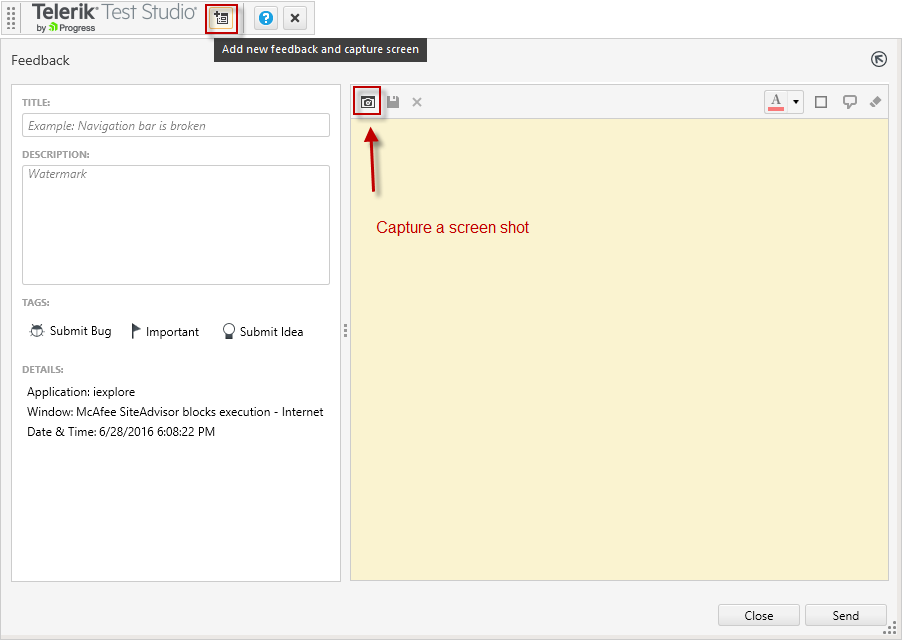 Telerik Test Studio
by Progress
Add new feedback and capture screen
Feedback
TITLE:
Example: Navigation bar is broken
DESCRIPTION:
Watermark
TAGS:
Submit Bug
Important
Submit Idea
DETAILS:
Application: iexplore
Window: McAfee SiteAdvisor blocks execution - Internet
Date & Time: 6/28/2016 6:08:22 PM
A
Capture a screen shot
Close
Send